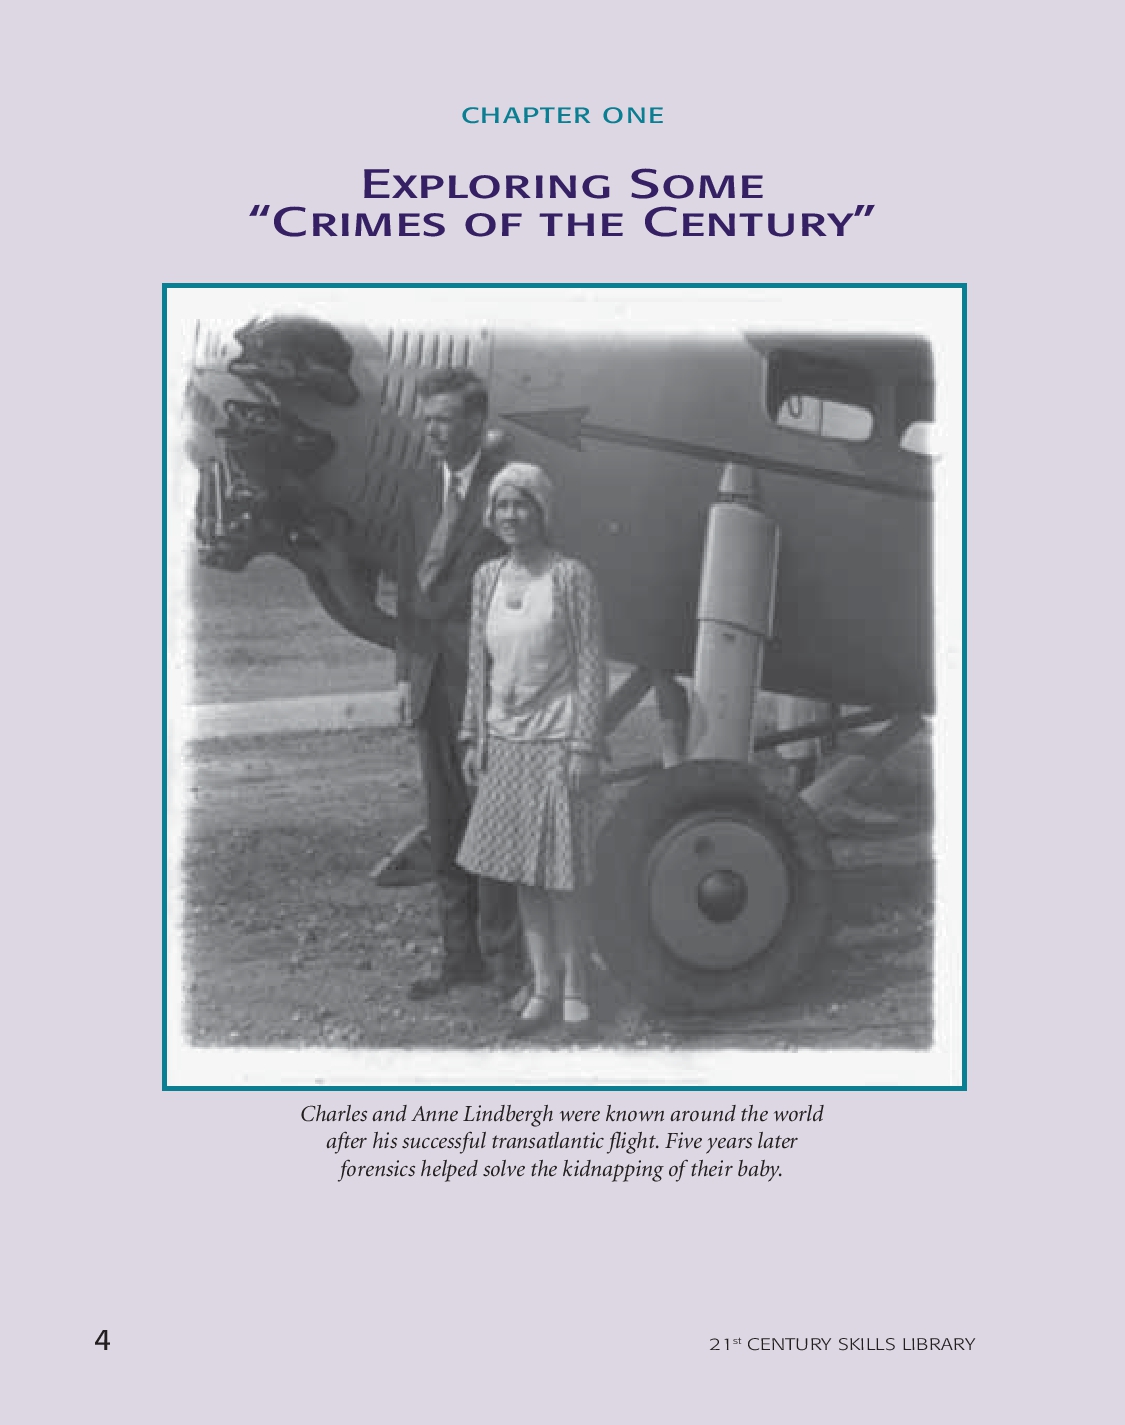 CHAPTER ONE
EXPLORING SOME
“CRIMES OF THE CENTURY”
Charles and Anne Lindbergh were known around the world
after his successful transatlantic flight. Five years later
forensics helped solve the kidnapping of their baby.
4
21st CENTURY SKILLS LIBRARY